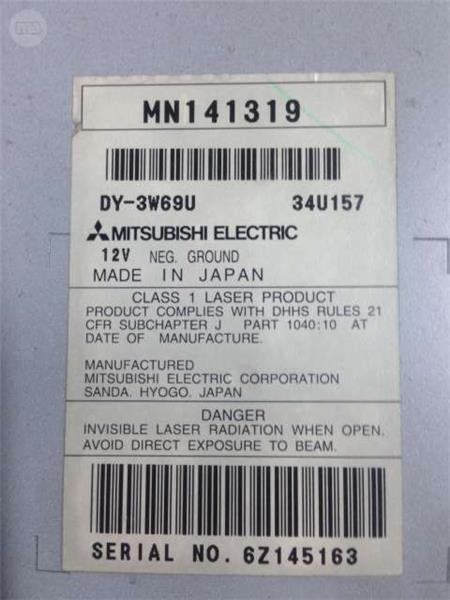 MN141319
DY-3W69U 34U157
MITSUBISHI ELECTRIC
12V NEG. GROUND
MADE IN JAPAN
CLASS 1 LASER PRODUCT
PRODUCT COMPLIES WITH DHHS RULES 21
CFR SUBCHAPTER J PART 1040:10 AT
DATE OF MANUFACTURE.
MANUFACTURED
MITSUBISHI ELECTRIC CORPORATION
SANDA. HYOGO. JAPAN
DANGER
INVISIBLE LASER RADIATION WHEN OPEN.
AVOID DIRECT EXPOSURE TO BEAM.
SERIAL NO. 6Z145163